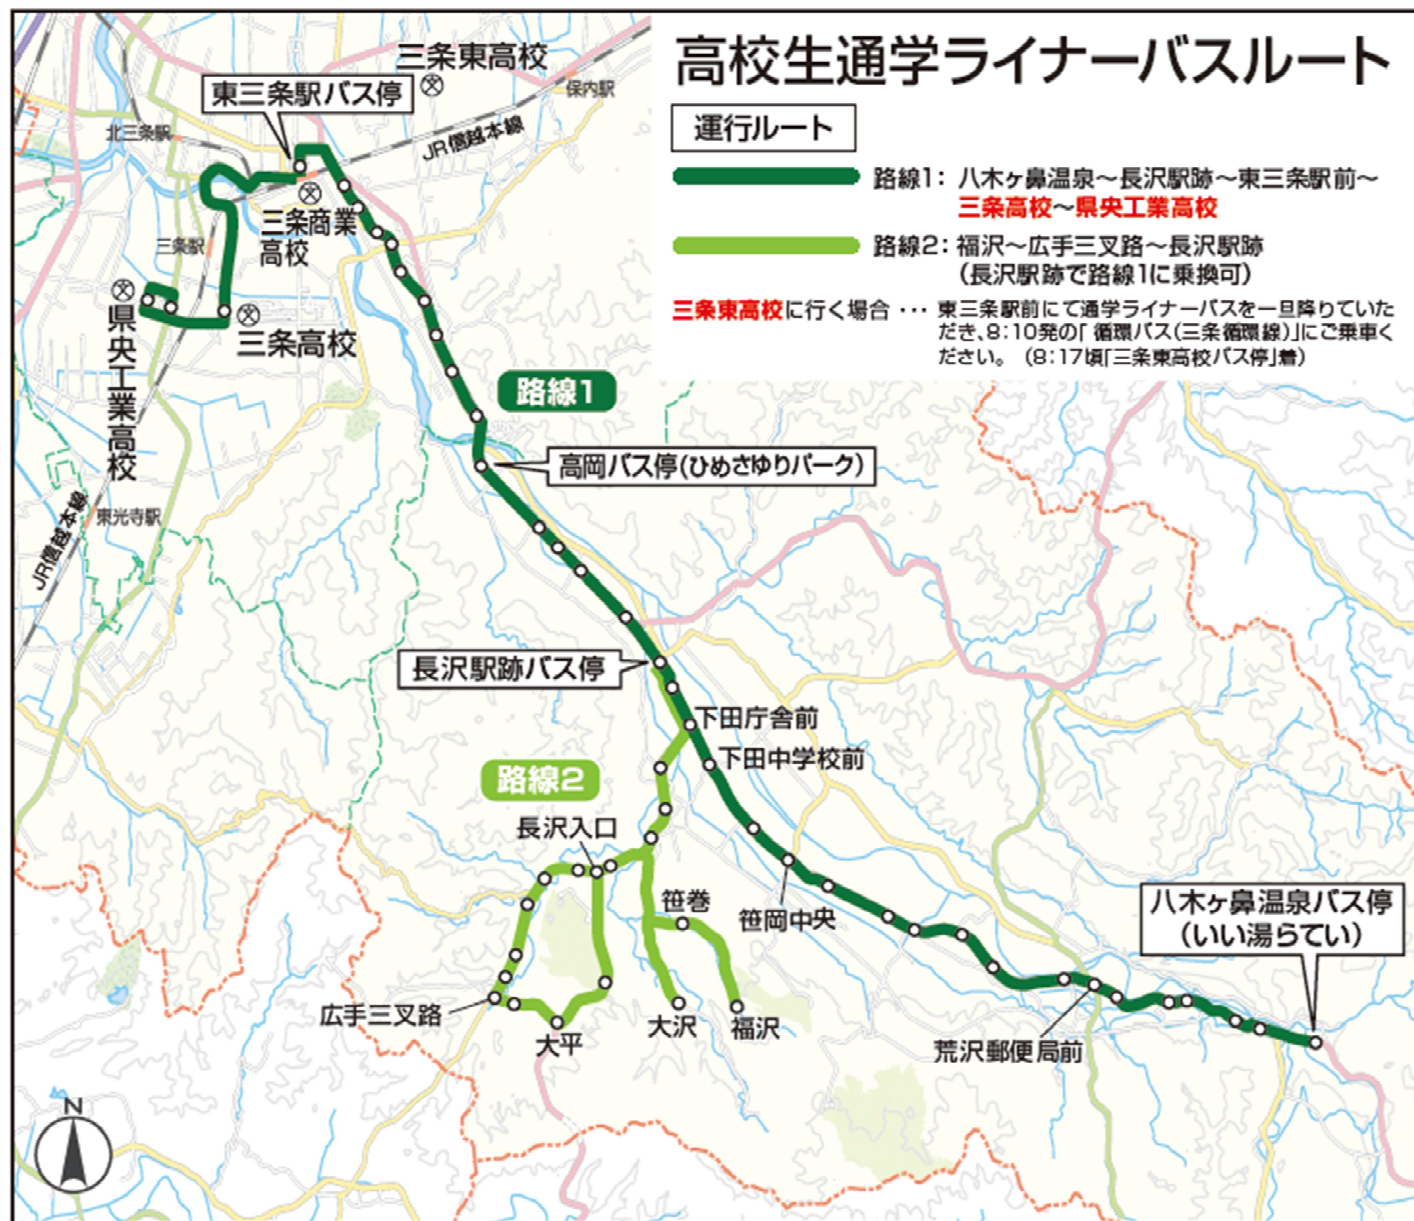 高校生通学ライナーバスルート
運行ルート
路線1：八木ヶ鼻温泉～長沢駅跡～東三条駅前～
三条高校～県央工業高校
路線2：福沢～広手三叉路～長沢駅跡
（長沢駅跡で路線1に乗換可）
三条東高校に行く場合・・・東三条駅前にて通学ライナーバスを一旦降りていた
だき、8：10発の「循環バス(三条循環線)」にご乗車く
ださい。（8：17頃「三条東高校バス停」着）
三条東高校
東三条駅バス停
保内駅
北三条駅
JR信越本線
三条商業
高校
三条駅
県央工業高校
三条高校
路線1
高岡バス停(ひめさゆりパーク)
東光寺駅
JR信越本線
長沢駅跡バス停
下田庁舎前
下田中学校前
路線2
長沢入口
笹巻
笹岡中央
八木ヶ鼻温泉バス停
（いい湯らてい）
広手三叉路
大平
大沢
福沢
荒沢郵便局前
N